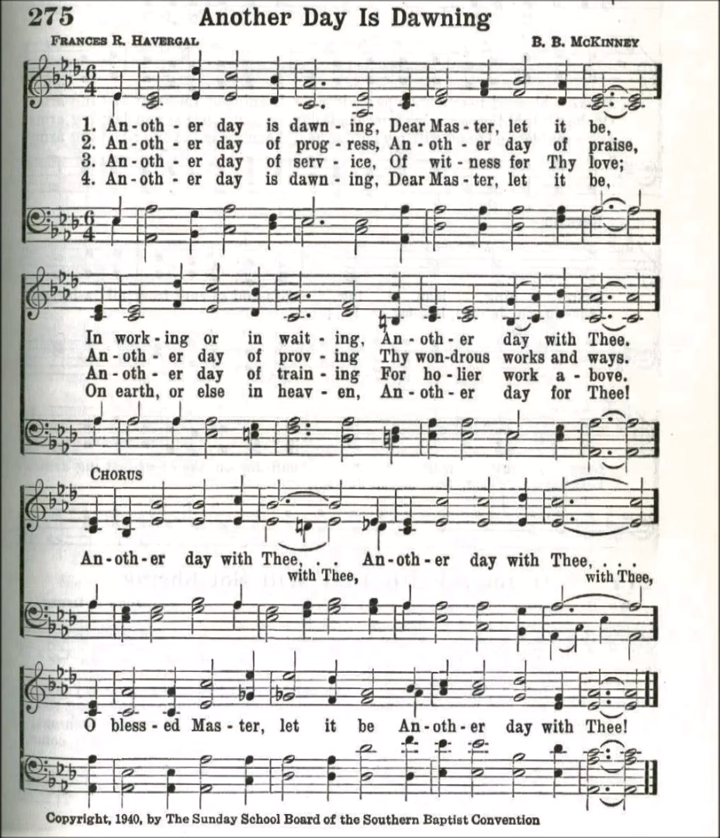 275 Another Day Is Dawning
FRANCES R. HAVERGAL B. B. McKINNEY
6 4
1. An-oth - er day is dawn - ing, Dear Mas - ter, let it be,
2. An-oth - er day of prog - ress, An - oth - er day of praise,
3. An-oth - er day of serv - ice, Of wit - ness for Thy love;
4. An-oth - er day is dawn - ing, Dear Mas - ter, let it be,
6 4
In work - ing or in wait - ing, An - oth - er day with Thee.
An - oth - er day of prov - ing Thy won-drous works and ways.
An - oth - er day of train - ing For ho - lier work a - bove.
On earth, or else in heav - en, An - oth - er day for Thee!
CHORUS
An-oth-er day with Thee, . . An-oth-er day with Thee, . . .
with Thee, with Thee,
O bless - ed Mas - ter, let it be An-oth-er day with Thee!
Copyright, 1940, by The Sunday School Board of the Southern Baptist Convention